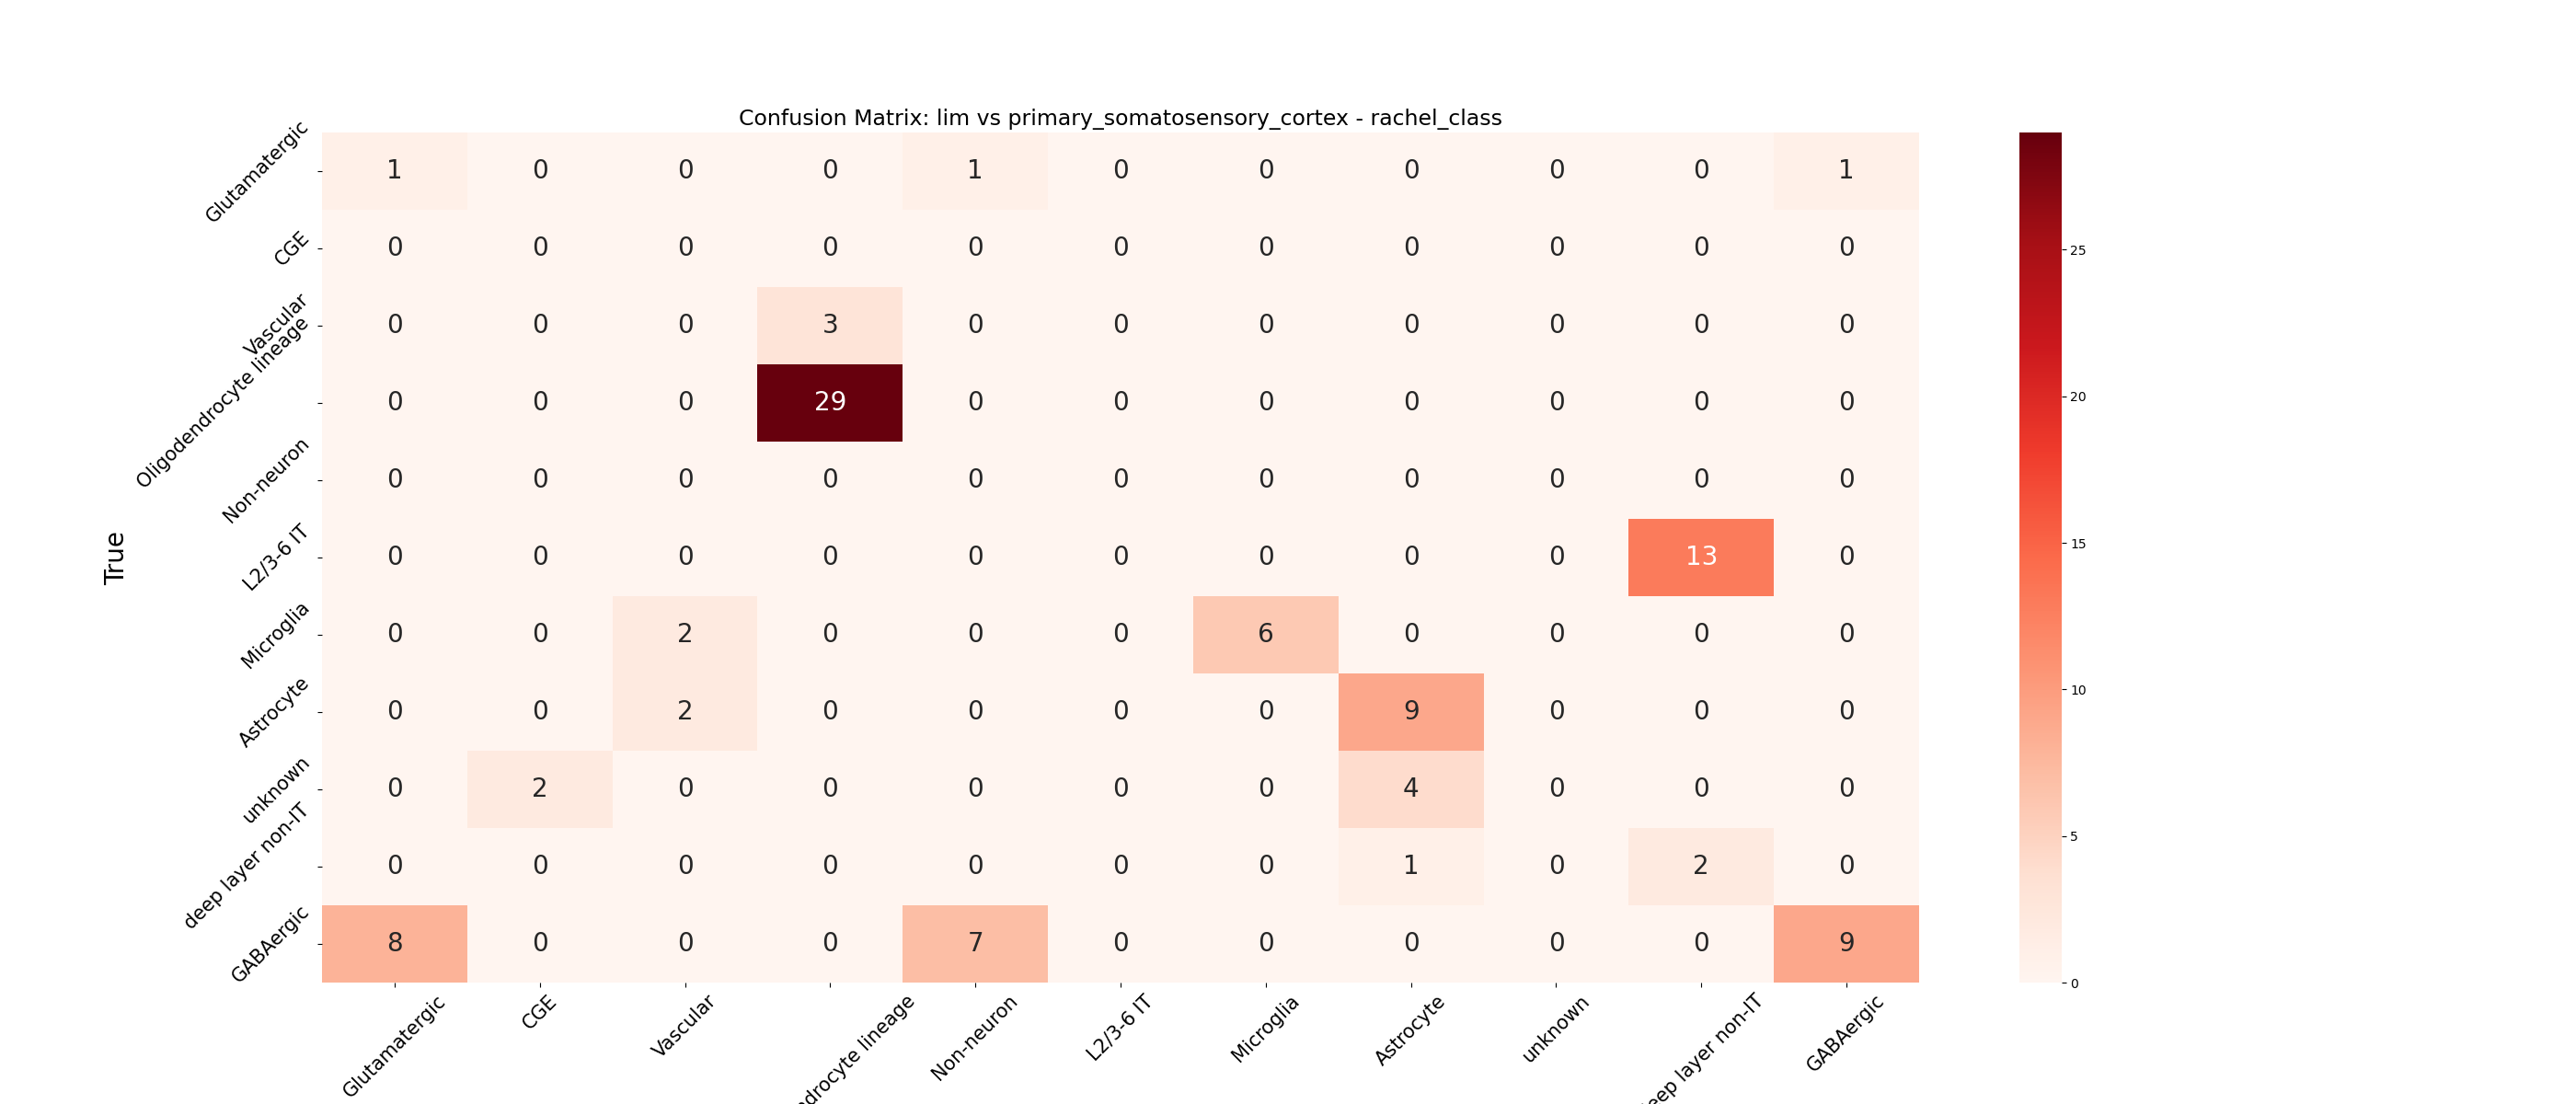 Confusion Matrix: lim vs primary_somatosensory_cortex - rachel_class
True
Glutamatergic 1 0 0 0 1 0 0 0 0 0 1
CGE 0 0 0 0 0 0 0 0 0 0 0
Vascular 0 0 0 3 0 0 0 0 0 0 0
Oligodendrocyte lineage 0 0 0 29 0 0 0 0 0 0 0
Non-neuron 0 0 0 0 0 0 0 0 0 0 0
L2/3-6 IT 0 0 0 0 0 0 0 0 0 13 0
Microglia 0 0 2 0 0 0 6 0 0 0 0
Astrocyte 0 0 2 0 0 0 0 9 0 0 0
unknown 0 2 0 0 0 0 0 4 0 0 0
deep layer non-IT 0 0 0 0 0 0 0 1 0 2 0
GABAergic 8 0 0 0 7 0 0 0 0 0 9
Glutamatergic CGE Vascular ndrocyte lineage Non-neuron L2/3-6 IT Microglia Astrocyte unknown eep layer non-IT GABAergic
25
20
15
10
5
0